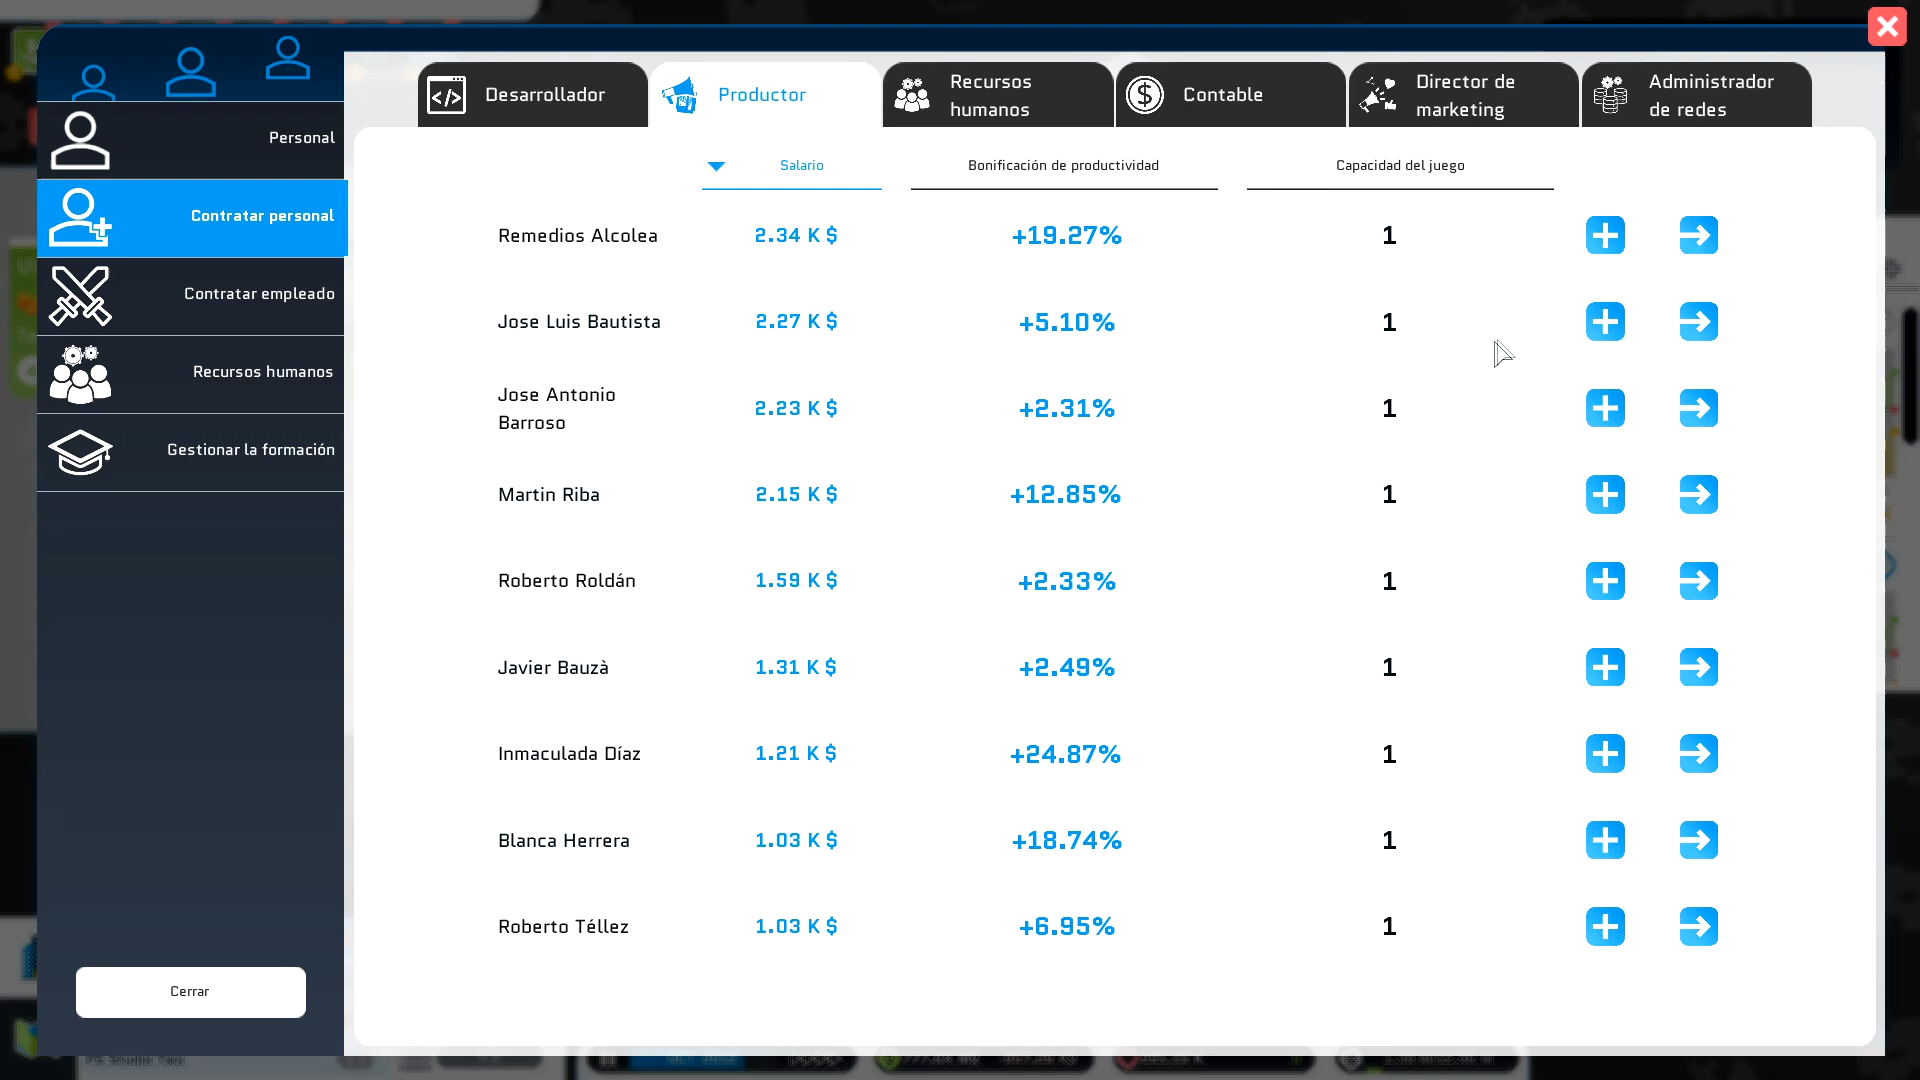 Desarrollador
Productor
Recursos
humanos
Contable
Director de
marketing
Administrador
de redes
Personal
Contratar personal
Contratar empleado
Recursos humanos
Gestionar la formación
Cerrar
Salario
Bonificación de productividad
Capacidad del juego
Remedios Alcolea 2.34 K $ +19.27% 1
Jose Luis Bautista 2.27 K $ +5.10% 1
Jose Antonio
Barroso 2.23 K $ +2.31% 1
Martin Riba 2.15 K $ +12.85% 1
Roberto Roldán 1.59 K $ +2.33% 1
Javier Bauzà 1.31 K $ +2.49% 1
Inmaculada Díaz 1.21 K $ +24.87% 1
Blanca Herrera 1.03 K $ +18.74% 1
Roberto Téllez 1.03 K $ +6.95% 1